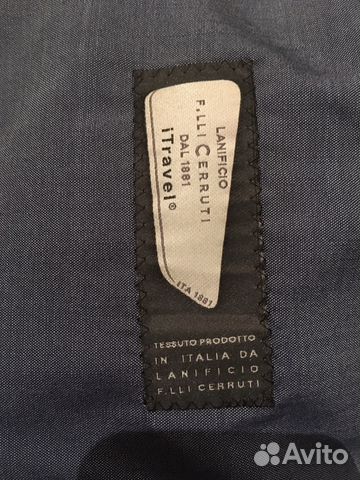 LANIFICIO
F.LLI CERRUTI
DAL 1881
iTravel®
ITA 1881
TESSUTO PRODOTTO
IN ITALIA DA
LANIFICIO
F.LLI CERRUTI
Avito